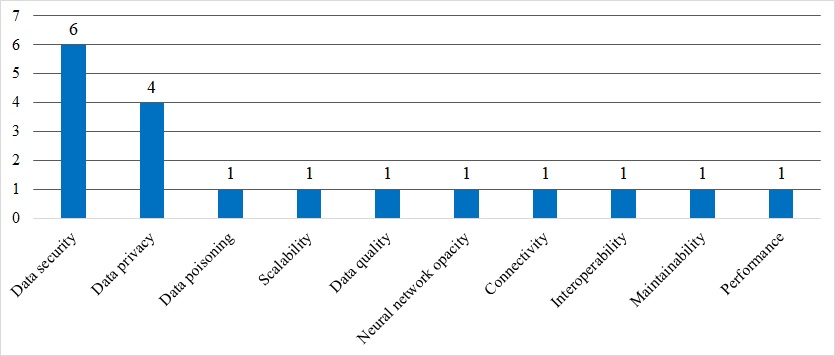 7
6
5
4
3
2
1
0
6
4
1
1
1
1
1
1
1
1
Data security
Data privacy
Data poisoning
Scalability
Data quality
Neural network opacity
Connectivity
Interoperability
Maintainability
Performance